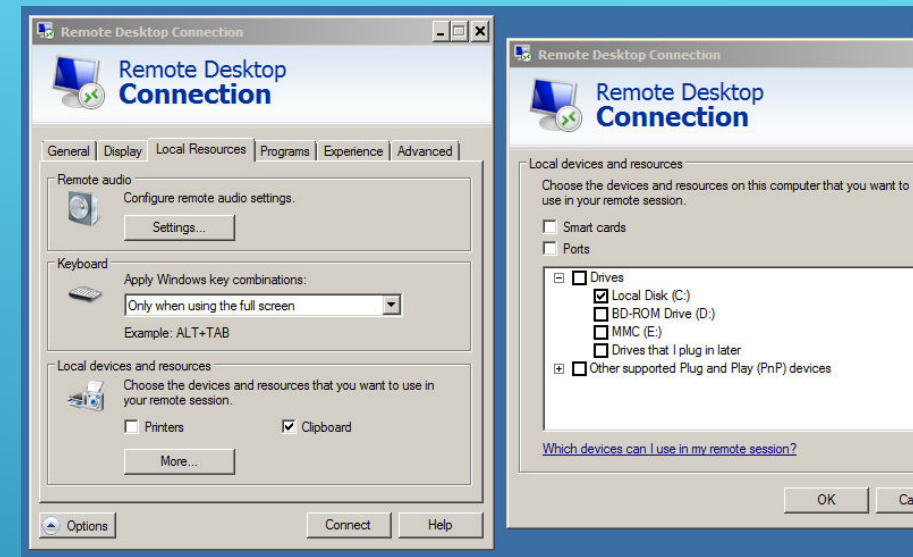 Remote Desktop Connection
Remote Desktop
Connection
General
Display
Local Resources
Programs
Experience
Advanced
Remote audio
Configure remote audio settings.
Settings...
Keyboard
Apply Windows key combinations:
Only when using the full screen
Example: ALT+TAB
Local devices and resources
Choose the devices and resources that you want to use in
your remote session.
Printers
Clipboard
More...
Options
Connect
Help
Remote Desktop Connection
Remote Desktop
Connection
Local devices and resources
Choose the devices and resources on this computer that you want to
use in your remote session.
Smart cards
Ports
Drives
Local Disk (C:)
BD-ROM Drive (D:)
MMC (E:)
Drives that I plug in later
Other supported Plug and Play (PnP) devices
Which devices can I use in my remote session?
OK
Ca